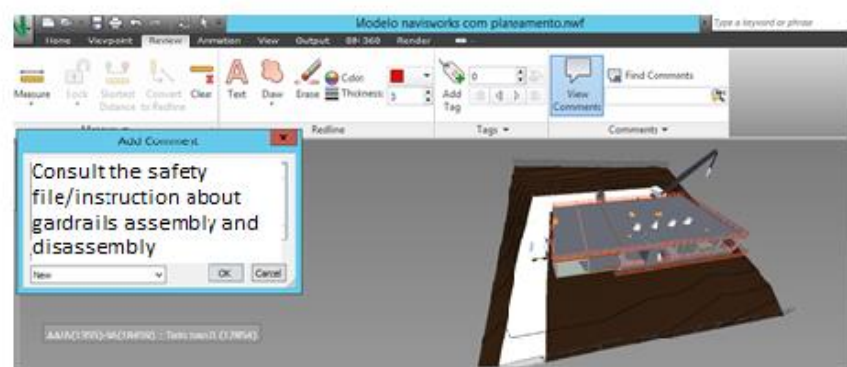 Modelo navisworks com planeamento.nwf
Type a keyword or phrase
Home Viewpoint Review Animation View Output BIM 360 Render
Measure Lock Shortest Distance Convert to Redline Clear Text Draw Erase Color: Thickness: 3 Add Tag 0 View Comments Find Comments
Redline Tags Comments
Add Comment
Consult the safety
file/instruction about
gardrails assembly and
disassembly
New OK Cancel